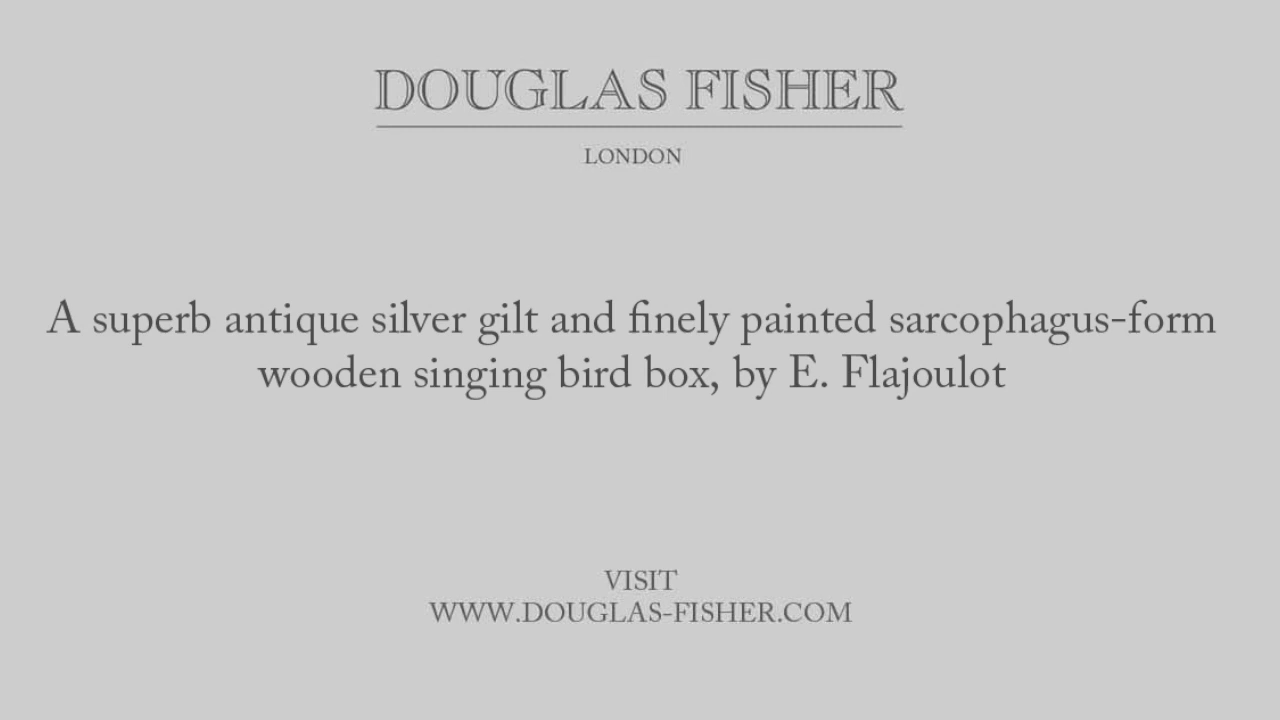 DOUGLAS FISHER
LONDON
A superb antique silver gilt and finely painted sarcophagus-form
wooden singing bird box, by E. Flajoulot
VISIT
WWW.DOUGLAS-FISHER.COM